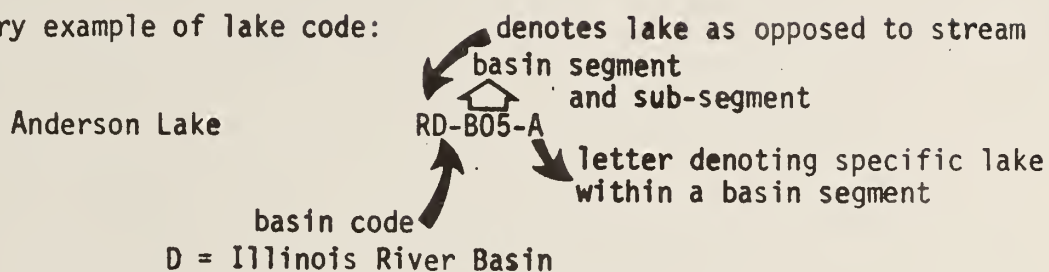 ry example of lake code:
denotes lake as opposed to stream
basin segment
and sub-segment
Anderson Lake
RD-B05-A
letter denoting specific lake
within a basin segment
basin code
D = Illinois River Basin